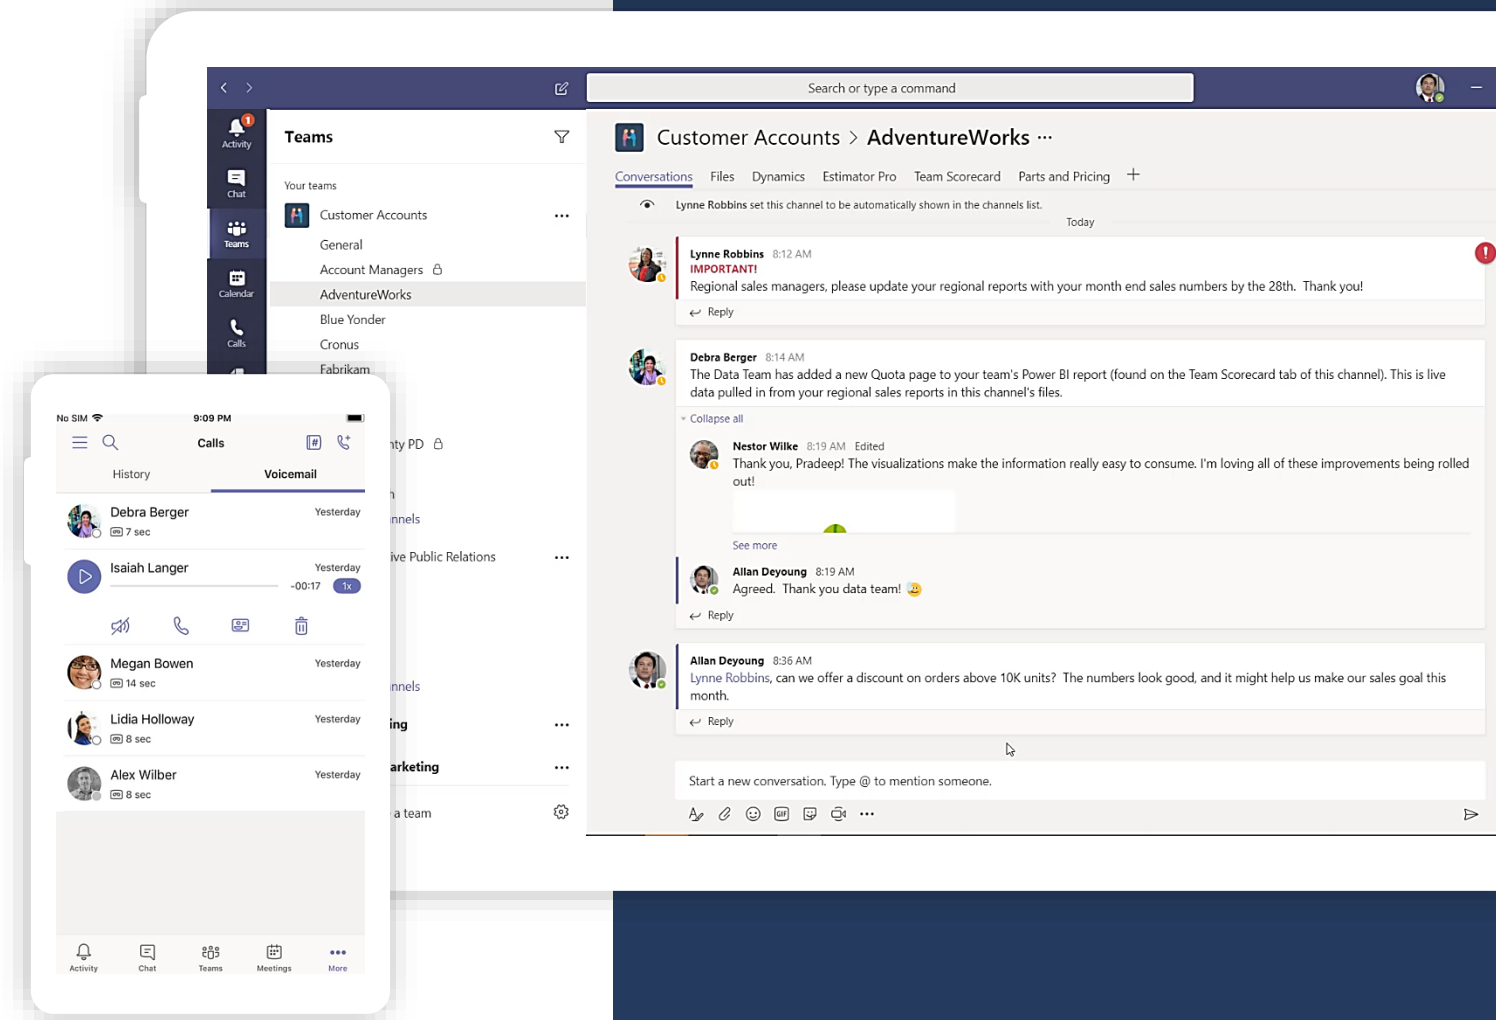 Search or type a command
1
Activity
Chat
Teams
Calendar
Calls
Teams
Your teams
Customer Accounts
General
Account Managers
AdventureWorks
Blue Yonder
Cronus
Fabrikam
PD
Public Relations
a team
Customer Accounts > AdventureWorks ...
Conversations Files Dynamics Estimator Pro Team Scorecard Parts and Pricing +
Lynne Robbins set this channel to be automatically shown in the channels list.
Today
Lynne Robbins 8:12 AM
IMPORTANT!
Regional sales managers, please update your regional reports with your month end sales numbers by the 28th. Thank you!
Reply
Debra Berger 8:14 AM
The Data Team has added a new Quota page to your team's Power BI report (found on the Team Scorecard tab of this channel). This is live
data pulled in from your regional sales reports in this channel's files.
Collapse all
Nestor Wilke 8:19 AM Edited
Thank you, Pradeep! The visualizations make the information really easy to consume. I'm loving all of these improvements being rolled
out!
See more
Allan Deyoung 8:19 AM
Agreed. Thank you data team!
Reply
Allan Deyoung 8:36 AM
Lynne Robbins, can we offer a discount on orders above 10K units? The numbers look good, and it might help us make our sales goal this
month.
Reply
Start a new conversation. Type @ to mention someone.
GIF
No SIM 9:09 PM
Calls
#
History Voicemail
Debra Berger Yesterday
7 sec
Isaiah Langer Yesterday
-00:17 1x
Megan Bowen Yesterday
14 sec
Lidia Holloway Yesterday
8 sec
Alex Wilber Yesterday
8 sec
Activity Chat Teams Meetings More